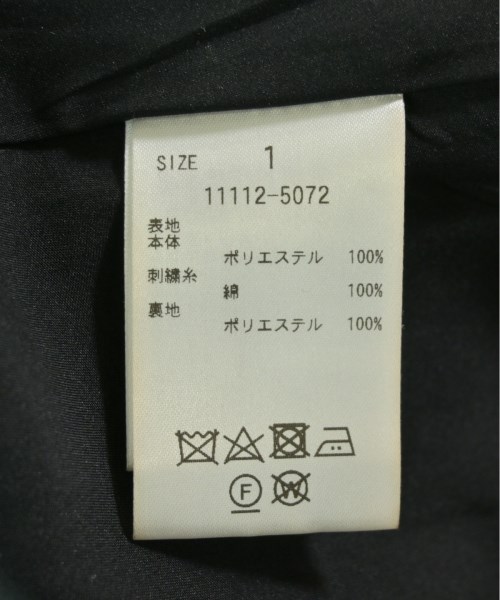 SIZE 1
11112-5072
表地
本体
ポリエステル 100%
刺繍糸
綿 100%
裏地
ポリエステル 100%
F
W